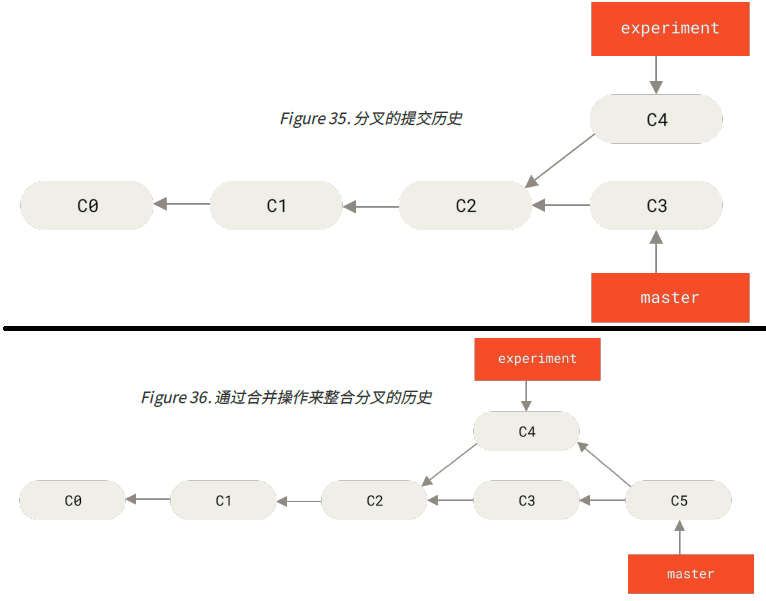 experiment
C4
Figure 35. 分叉的提交历史
C0 C1 C2 C3
master
experiment
Figure 36. 通过合并操作来整合分叉的历史
C4
C0 C1 C2 C3 C5
master